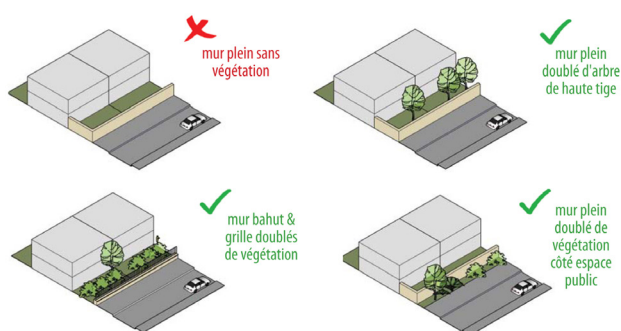 mur plein sans
végétation
mur plein
doublé d'arbre
de haute tige
mur bahut &
grille doublés
de végétation
mur plein
doublé de
végétation
côté espace
public